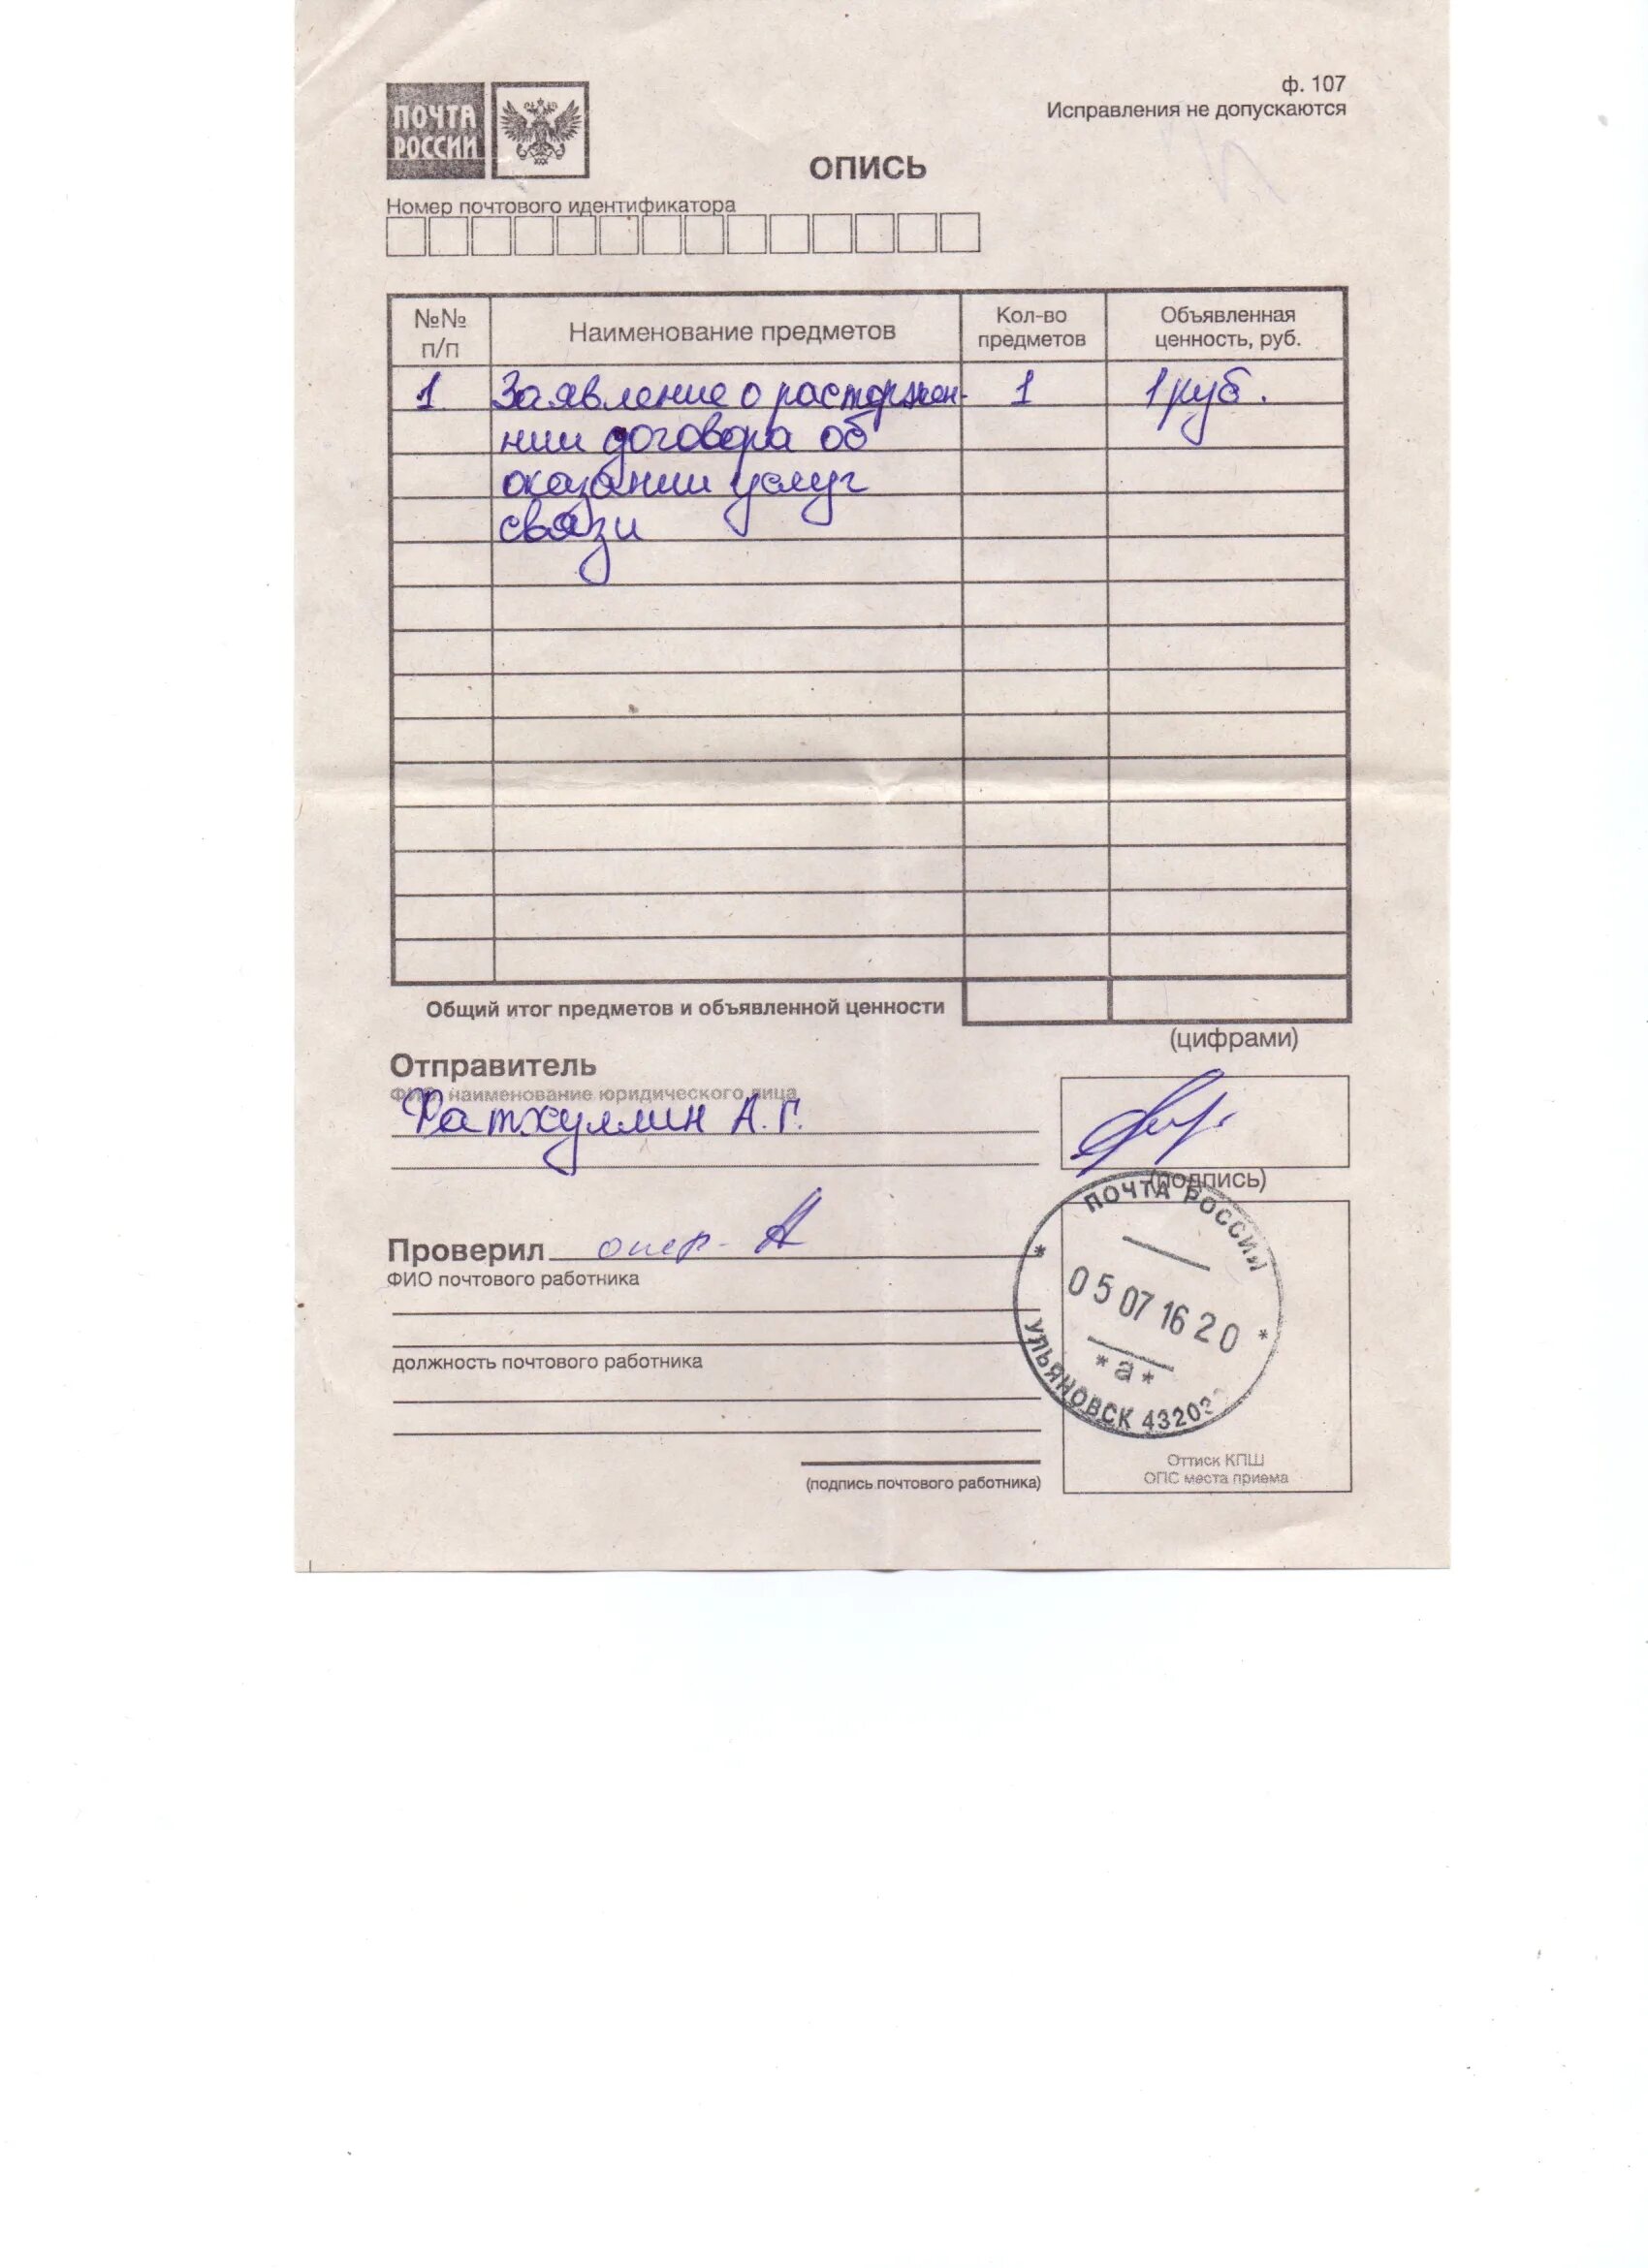 ф. 107
Исправления не допускаются
ПОЧТА
РОССИИ
ОПИСЬ
Номер почтового идентификатора
№№ п/п
Наименование предметов
Кол-во предметов
Объявленная ценность, руб.
1 Заявление о расторжен- 1 1 руб.
нии договора об
оказании услуг
связи
Общий итог предметов и объявленной ценности
(цифрами)
Отправитель
ФИО, наименование юридического лица
Фатхуллин А.Г.
(подпись)
Проверил опер.
ФИО почтового работника
должность почтового работника
(подпись почтового работника)
ПОЧТА РОССИИ
05 07 16 20
*а*
УЛЬЯНОВСК
Оттиск КПШ
ОПС места приема